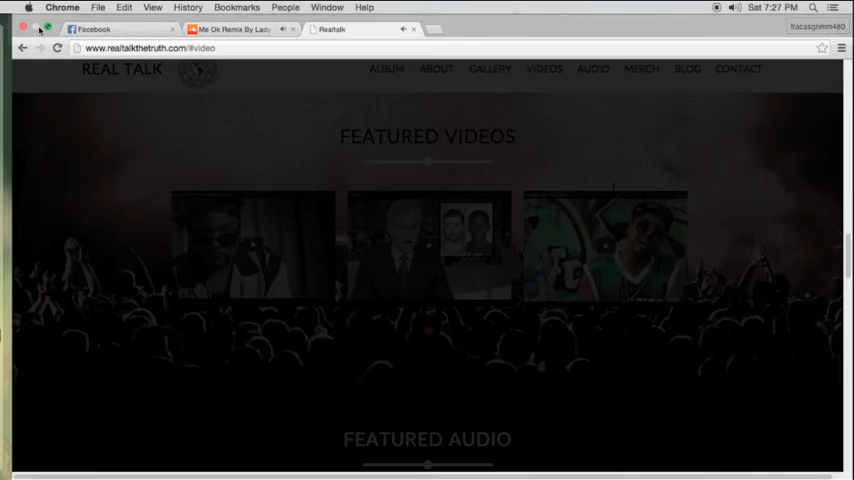 Chrome File Edit View History Bookmarks People Window Help Sat 7:27 PM
Facebook Me Ok Remix By Lady Realtalk fracasgrimm480
www.realtalkthetruth.com/#video
REAL TALK ALBUM ABOUT GALLERY VIDEOS AUDIO MERCH BLOG CONTACT
FEATURED VIDEOS
FEATURED AUDIO